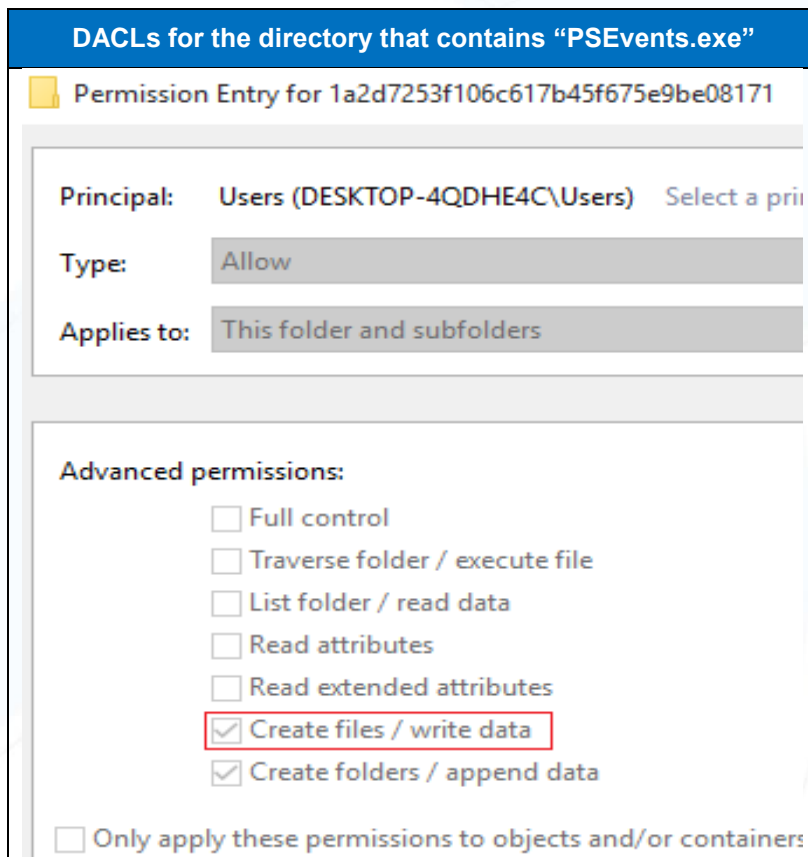 DACLs for the directory that contains “PSEvents.exe”
Permission Entry for 1a2d7253f106c617b45f675e9be08171
Principal: Users (DESKTOP-4QDHE4C\Users) Select a pri
Type: Allow
Applies to: This folder and subfolders
Advanced permissions:
Full control
Traverse folder / execute file
List folder / read data
Read attributes
Read extended attributes
Create files / write data
Create folders / append data
Only apply these permissions to objects and/or containers